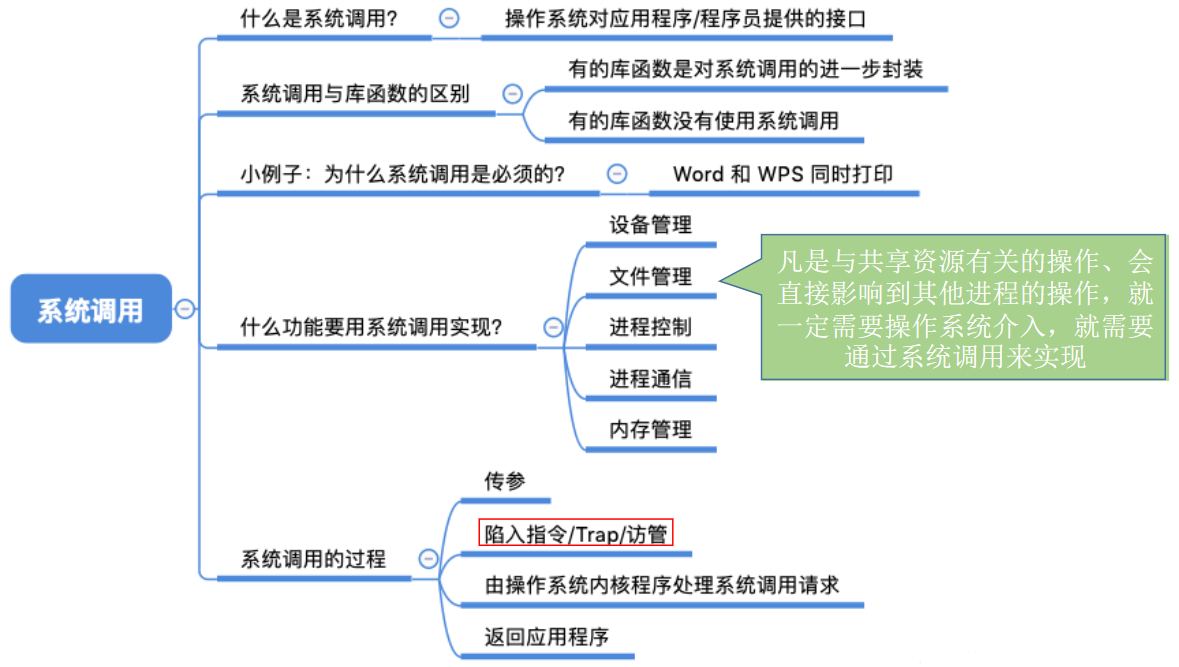 什么是系统调用？
操作系统对应用程序/程序员提供的接口
有的库函数是对系统调用的进一步封装
系统调用与库函数的区别
有的库函数没有使用系统调用
小例子：为什么系统调用是必须的？
Word 和 WPS 同时打印
设备管理
文件管理
凡是与共享资源有关的操作、会
直接影响到其他进程的操作，就
一定需要操作系统介入，就需要
通过系统调用来实现
系统调用
什么功能要用系统调用实现？
进程控制
进程通信
内存管理
传参
陷入指令/Trap/访管
系统调用的过程
由操作系统内核程序处理系统调用请求
返回应用程序